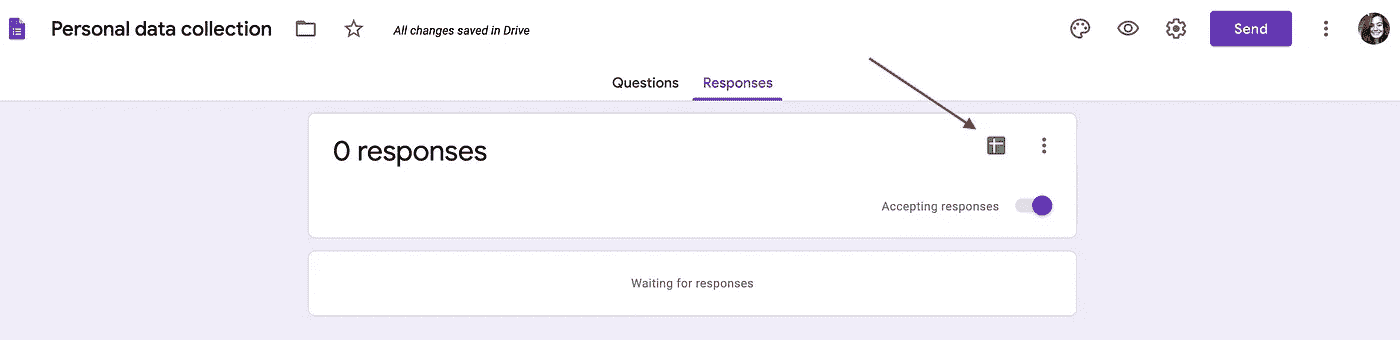 Personal data collection
All changes saved in Drive
Send
Questions
Responses
0 responses
Accepting responses
Waiting for responses